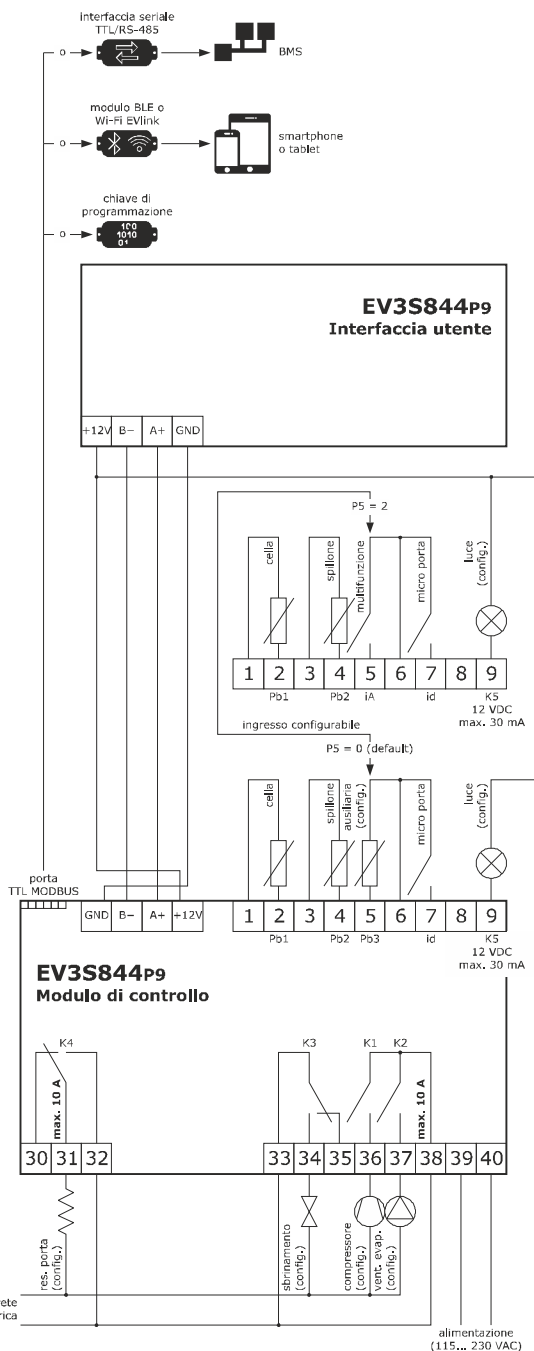 interfaccia seriale
TTL/RS-485
o
BMS
modulo BLE o
Wi-Fi EVlink
o
smartphone
o tablet
chiave di
programmazione
o
100
1010
01
EV3S844P9
Interfaccia utente
+12V B− A+ GND
P5 = 2
cella
spillone
multifunzione
micro porta
luce
(config.)
1 2 3 4 5 6 7 8 9
Pb1 Pb2 iA id K5
12 VDC
max. 30 mA
ingresso configurabile
P5 = 0 (default)
cella
spillone
ausiliaria
(config.)
micro porta
luce
(config.)
porta
TTL MODBUS
GND B− A+ +12V
1 2 3 4 5 6 7 8 9
Pb1 Pb2 Pb3 id K5
12 VDC
max. 30 mA
EV3S844P9
Modulo di controllo
K4 K3 K1 K2
max. 10 A
max. 10 A
30 31 32 33 34 35 36 37 38 39 40
res. porta
(config.)
sbrinamento
(config.)
compressore
(config.)
vent. evap.
(config.)
ete
rica
alimentazione
(115... 230 VAC)